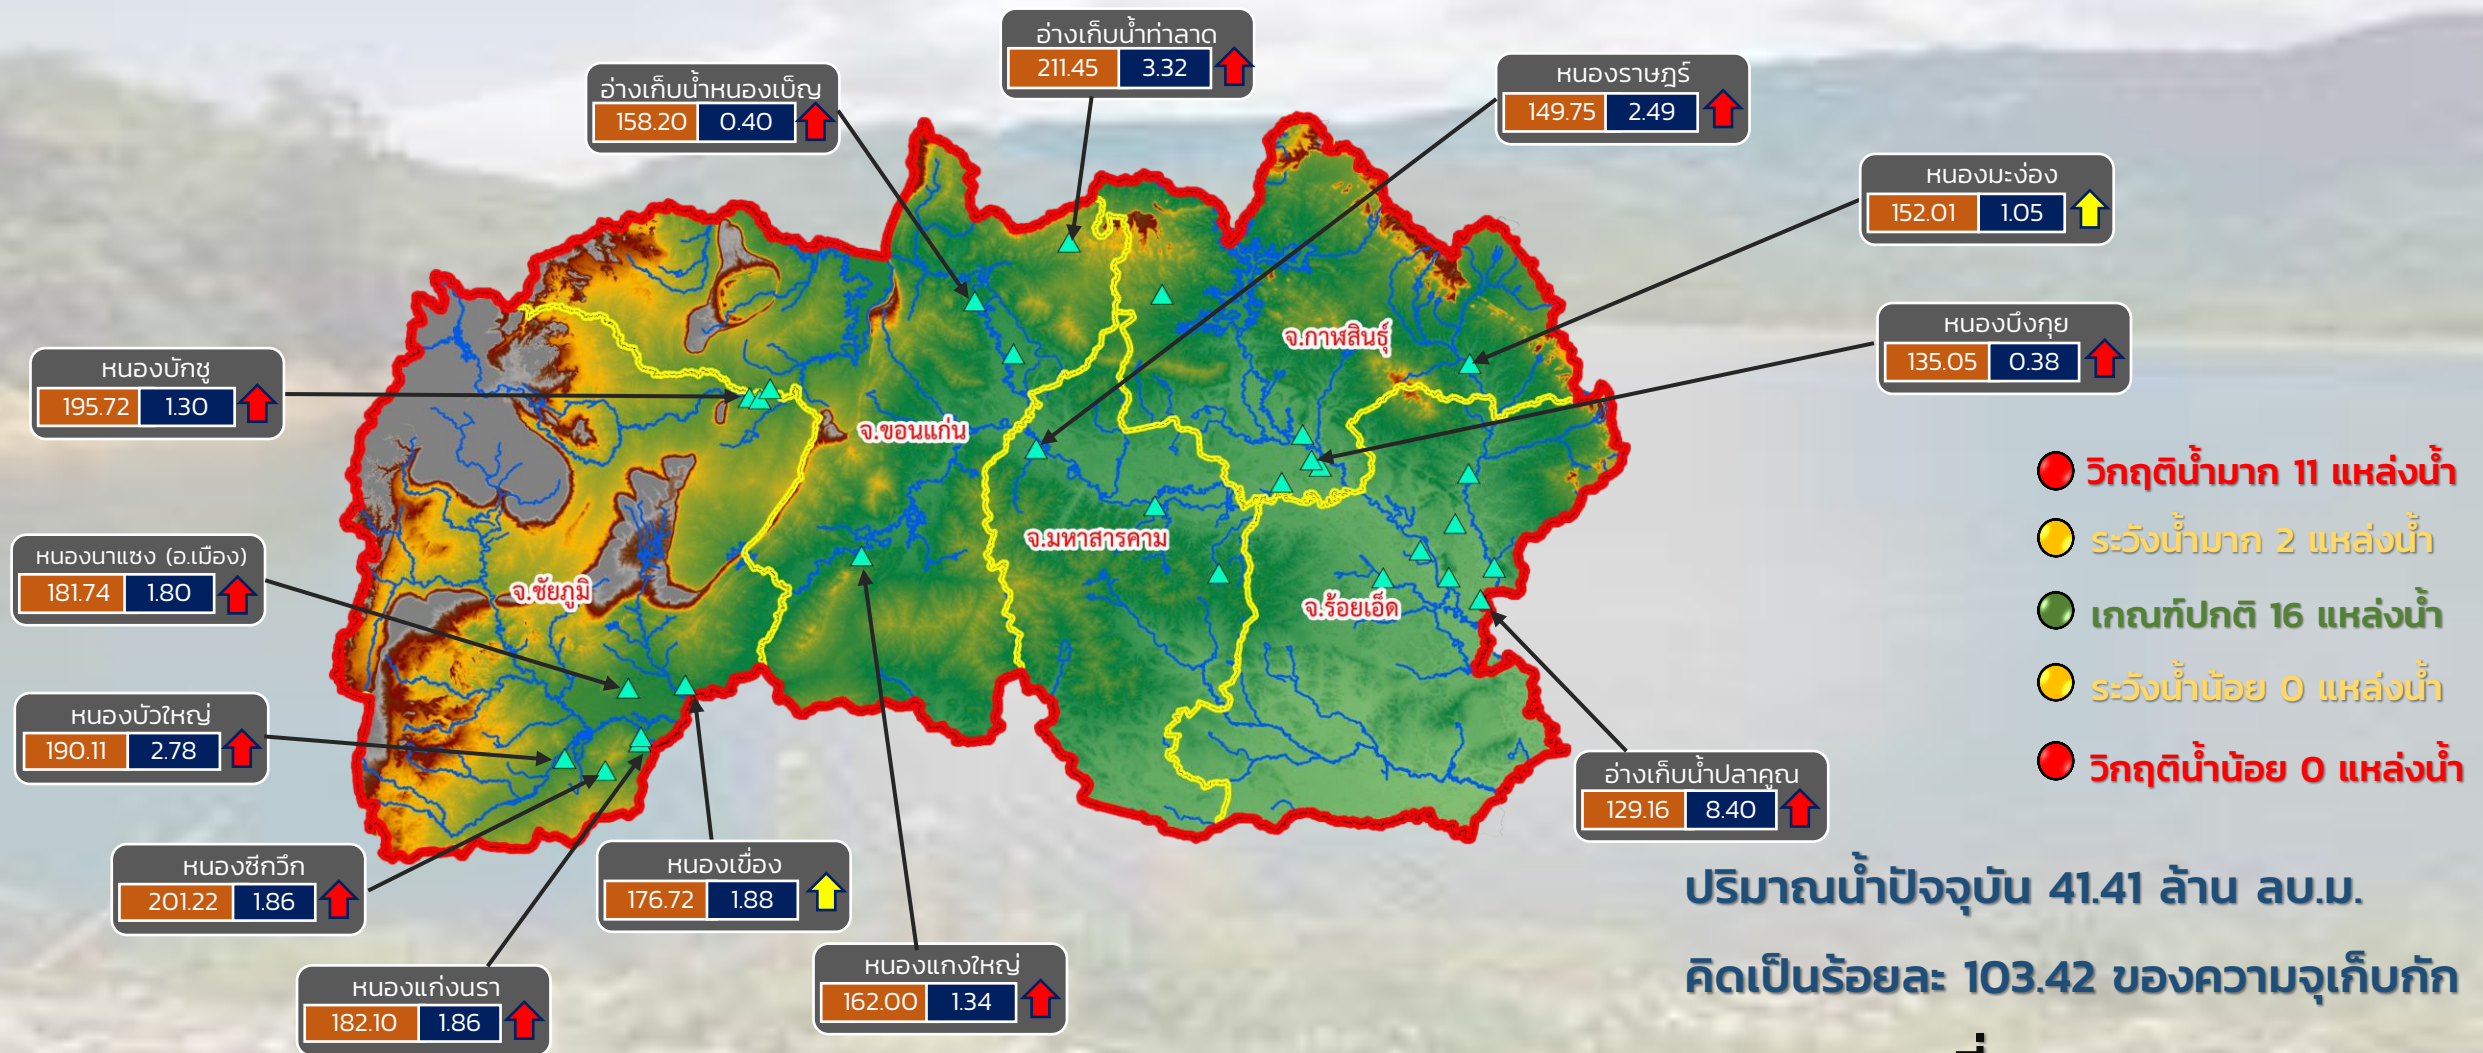 อ่างเก็บน้ำท่าลาด
211.45 3.32
อ่างเก็บน้ำหนองเบ็ญ
158.20 0.40
หนองราษฎร์
149.75 2.49
หนองมะง่อง
152.01 1.05
หนองบึงกุย
135.05 0.38
หนองบักซู
195.72 1.30
จ.กาฬสินธุ์
จ.ขอนแก่น
จ.มหาสารคาม
จ.ชัยภูมิ
จ.ร้อยเอ็ด
หนองนาแซง (อ.เมือง)
181.74 1.80
หนองบัวใหญ่
190.11 2.78
หนองซีกวึก
201.22 1.86
หนองแก่งนรา
182.10 1.86
หนองเขื่อง
176.72 1.88
หนองแกงใหญ่
162.00 1.34
อ่างเก็บน้ำปลาคูณ
129.16 8.40
วิกฤติน้ำมาก 11 แหล่งน้ำ
ระวังน้ำมาก 2 แหล่งน้ำ
เกณฑ์ปกติ 16 แหล่งน้ำ
ระวังน้ำน้อย 0 แหล่งน้ำ
วิกฤติน้ำน้อย 0 แหล่งน้ำ
ปริมาณน้ำปัจจุบัน 41.41 ล้าน ลบ.ม.
คิดเป็นร้อยละ 103.42 ของความจุเก็บกัก